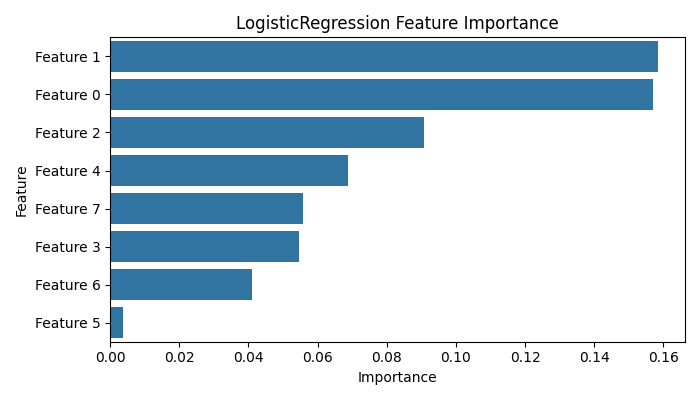 LogisticRegression Feature Importance
Feature 1
Feature 0
Feature 2
Feature 4
Feature 7
Feature 3
Feature 6
Feature 5
Feature
0.00 0.02 0.04 0.06 0.08 0.10 0.12 0.14 0.16
Importance